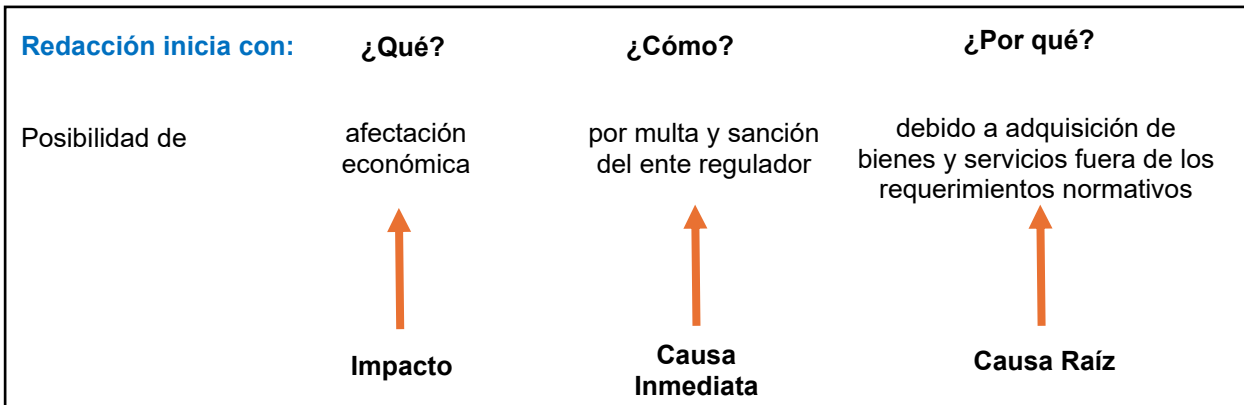 Redacción inicia con: ¿Qué? ¿Cómo? ¿Por qué?
Posibilidad de
afectación
económica
por multa y sanción
del ente regulador
debido a adquisición de
bienes y servicios fuera de los
requerimientos normativos
Impacto
Causa
Inmediata
Causa Raíz